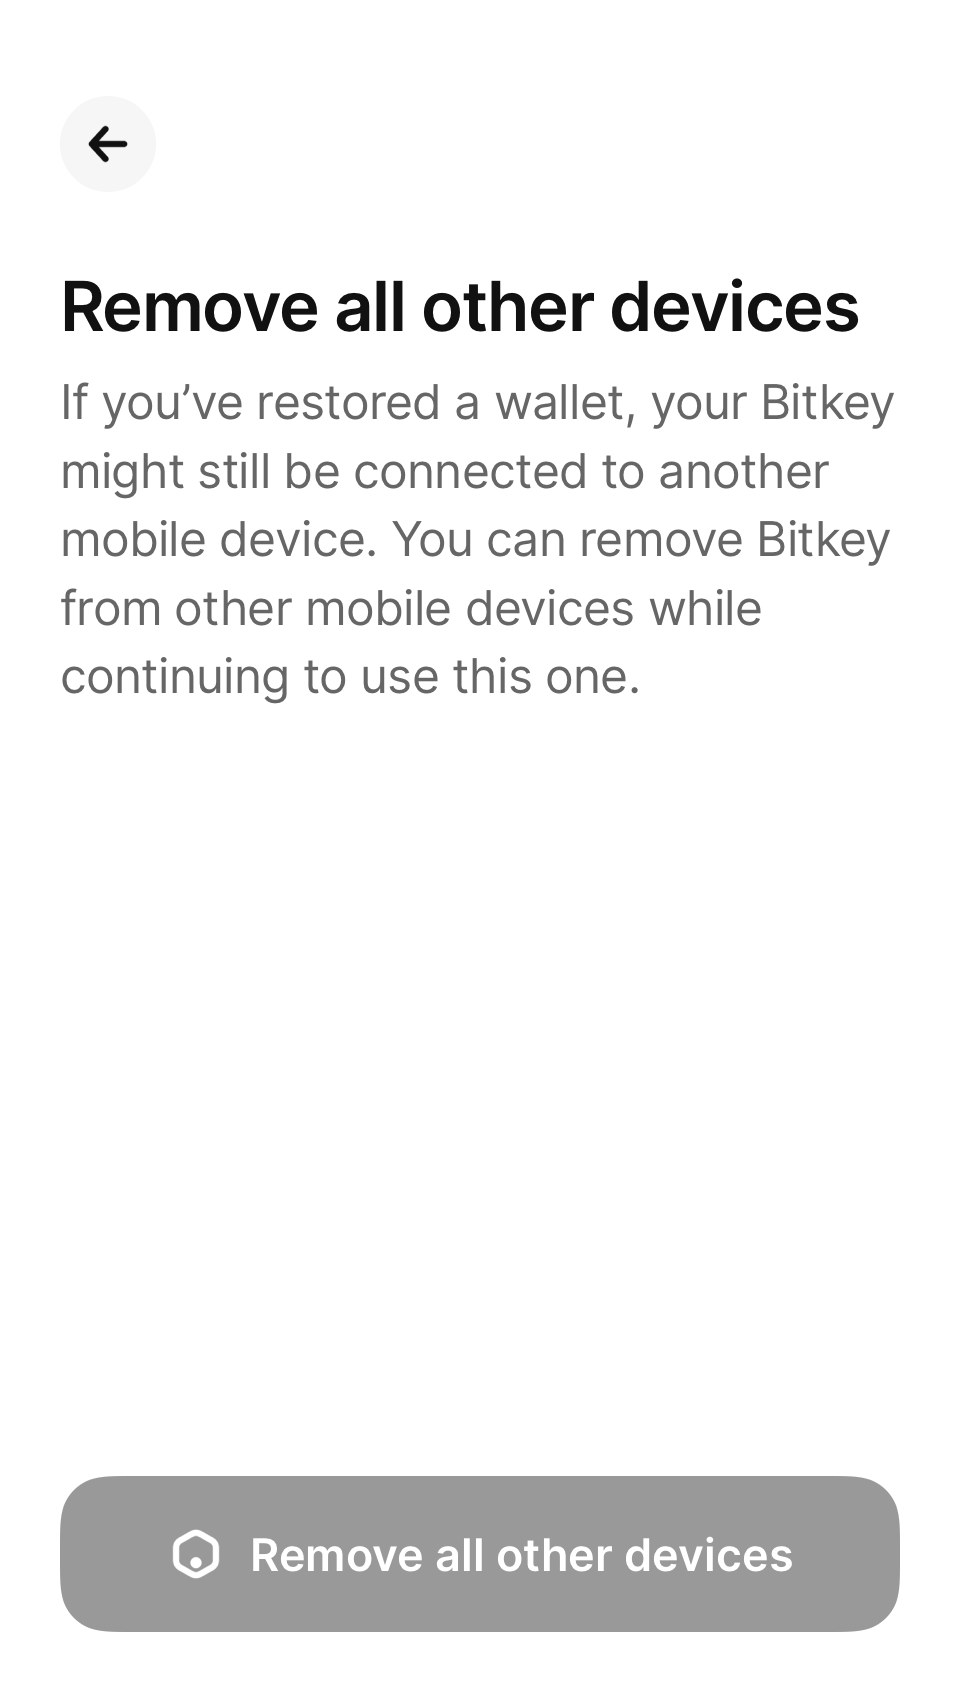 Remove all other devices
If you’ve restored a wallet, your Bitkey
might still be connected to another
mobile device. You can remove Bitkey
from other mobile devices while
continuing to use this one.
Remove all other devices